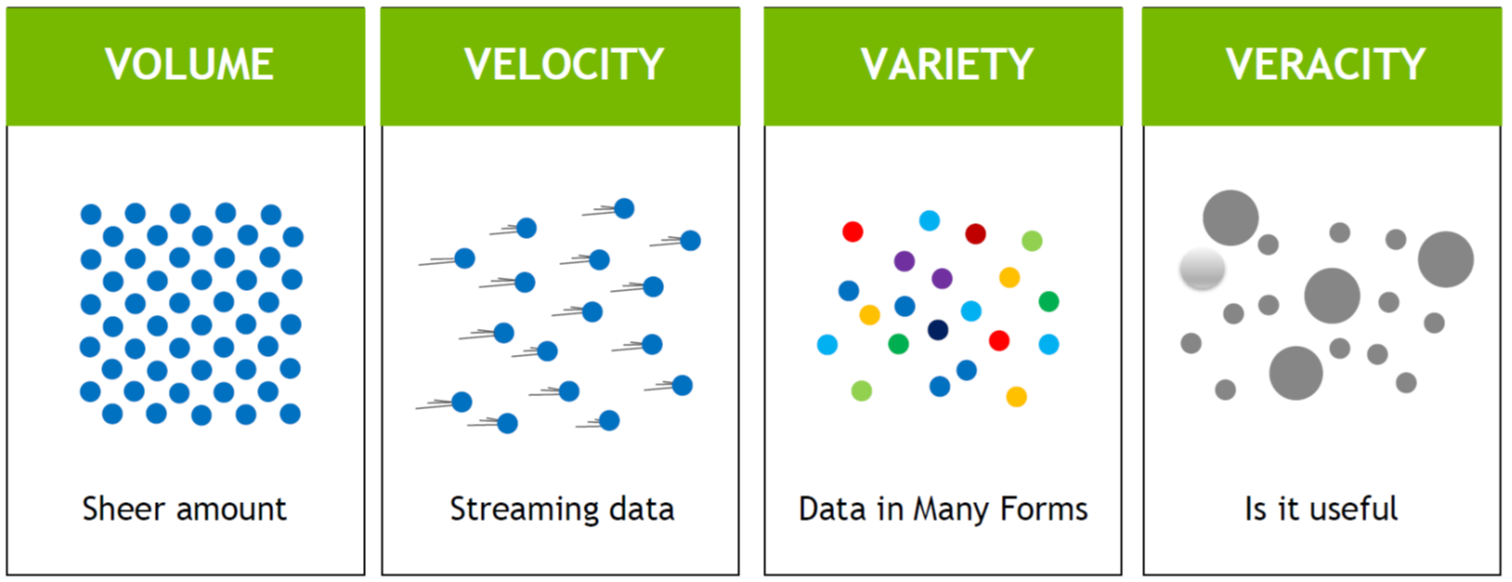 VOLUME
VELOCITY
VARIETY
VERACITY
Sheer amount
Streaming data
Data in Many Forms
Is it useful